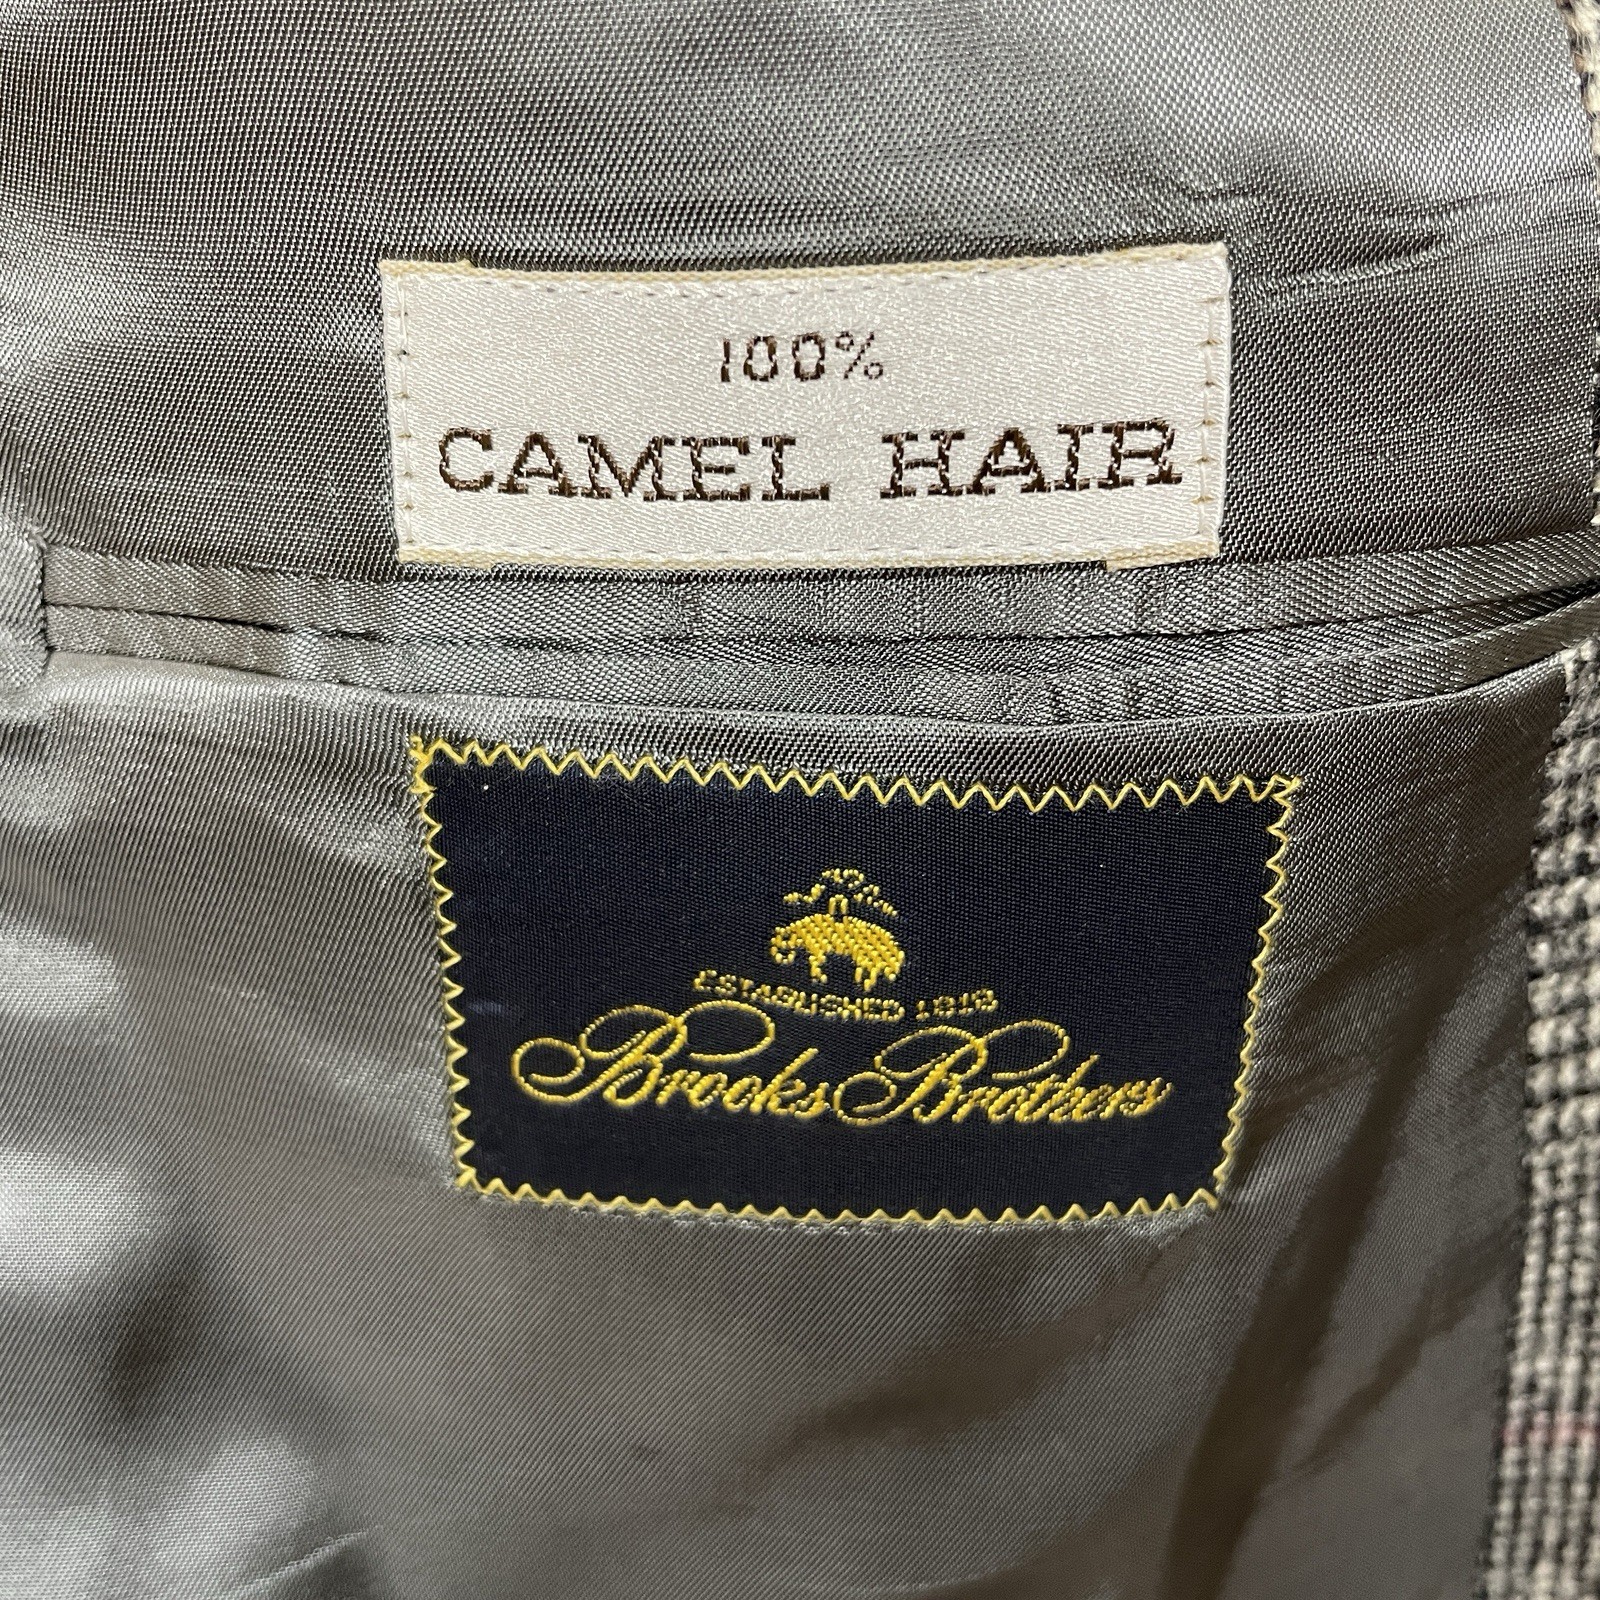 100%
CAMEL HAIR
ESTABLISHED 1818
Brooks Brothers